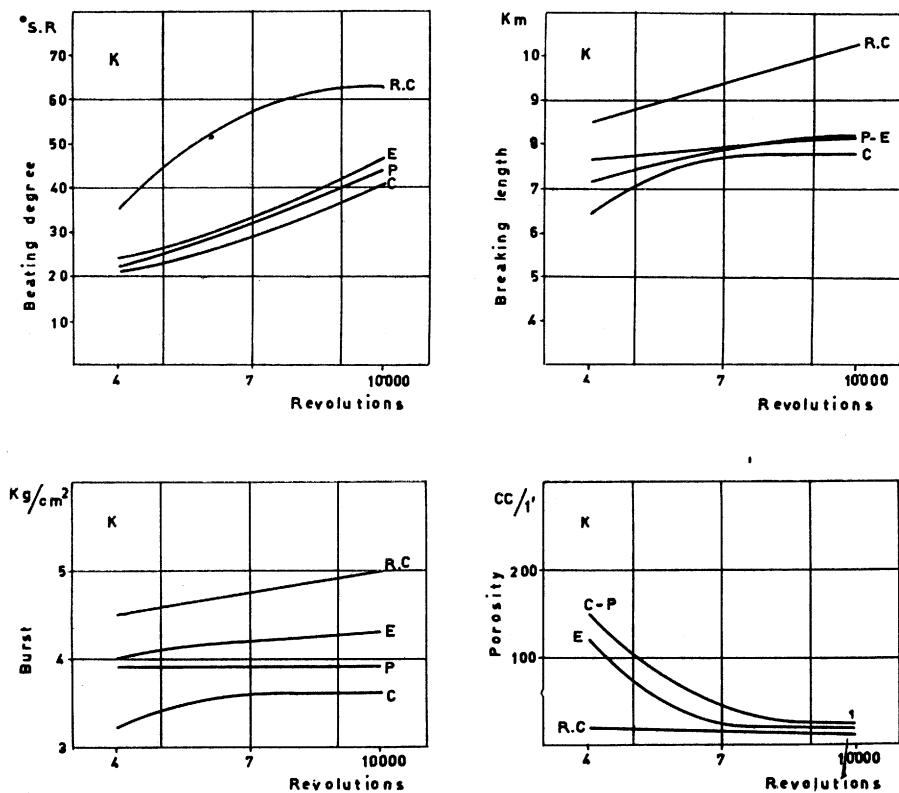 °S.R
K
70
60
50
40
30
20
10
Beating degree
R.C
E
P
C
4 7 10000
Revolutions
Km
K
10
9
8
7
6
5
4
Breaking length
R.C
P-E
C
4 7 10000
Revolutions
Kg/cm²
K
5
4
3
Burst
R.C
E
P
C
4 7 10000
Revolutions
CC/1'
K
200
100
Porosity
C-P
E
R.C
1
4 7 10000
Revolutions